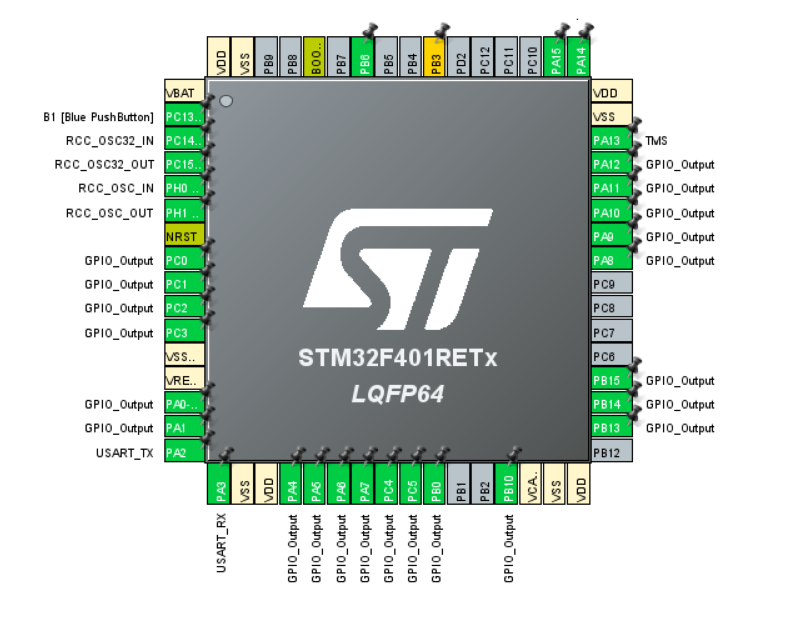 VDD VSS PB9 PB8 BOO.. PB7 PB6 PB5 PB4 PB3 PD2 PC12 PC11 PC10 PA15 PA14
VBAT
B1 [Blue PushButton] PC13..
RCC_OSC32_IN PC14..
RCC_OSC32_OUT PC15..
RCC_OSC_IN PH0 ..
RCC_OSC_OUT PH1 ..
NRST
GPIO_Output PC0
GPIO_Output PC1
GPIO_Output PC2
GPIO_Output PC3
VSS..
VRE..
GPIO_Output PA0-..
GPIO_Output PA1
USART_TX PA2
STM32F401RETx
LQFP64
VDD
VSS
PA13 TMS
PA12 GPIO_Output
PA11 GPIO_Output
PA10 GPIO_Output
PA9 GPIO_Output
PA8 GPIO_Output
PC9
PC8
PC7
PC6
PB15 GPIO_Output
PB14 GPIO_Output
PB13 GPIO_Output
PB12
PA3 VSS VDD PA4 PA5 PA6 PA7 PC4 PC5 PB0 PB1 PB2 PB10 VCA.. VSS VDD
USART_RX GPIO_Output GPIO_Output GPIO_Output GPIO_Output GPIO_Output GPIO_Output GPIO_Output GPIO_Output